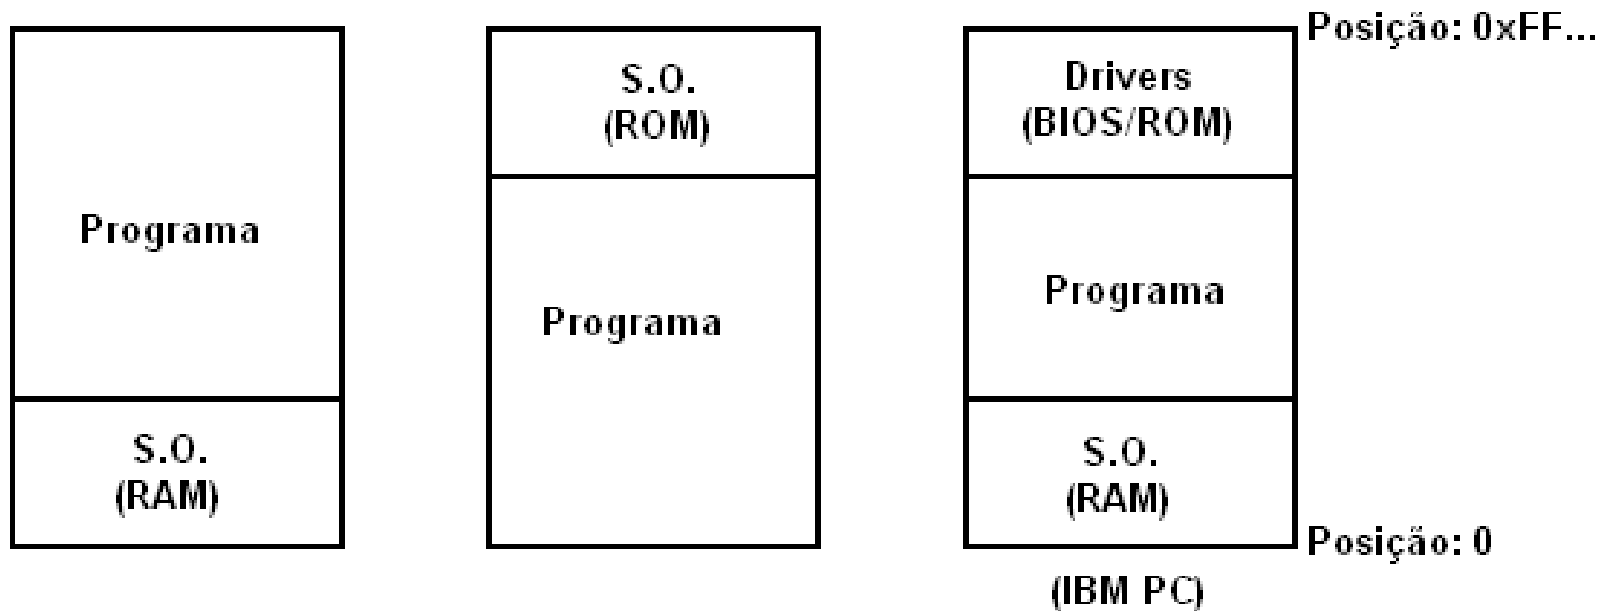 Programa
S.O.
(RAM)
S.O.
(ROM)
Programa
Drivers
(BIOS/ROM)
Programa
S.O.
(RAM)
(IBM PC)
Posição: 0xFF...
Posição: 0